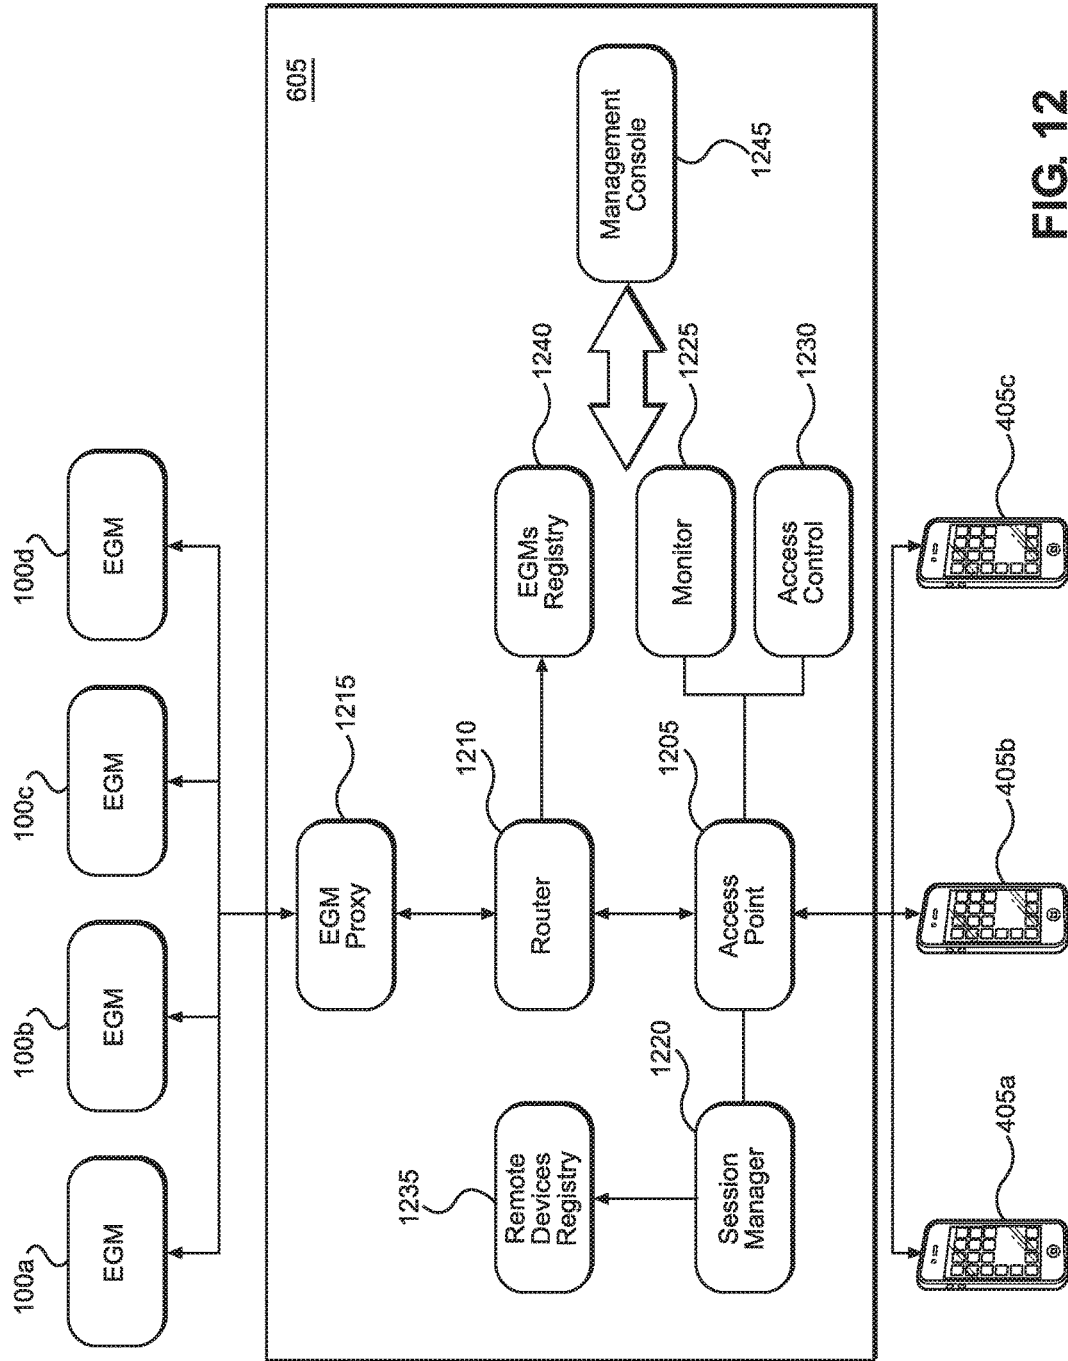 100a
100b
100c
100d
EGM
EGM
EGM
EGM
605
EGM
Proxy
1215
Router
1210
EGMs
Registry
1240
Remote
Devices
Registry
1235
Management
Console
1245
Session
Manager
1220
Access
Point
1205
Monitor
1225
Access
Control
1230
405a
405b
405c
FIG. 12